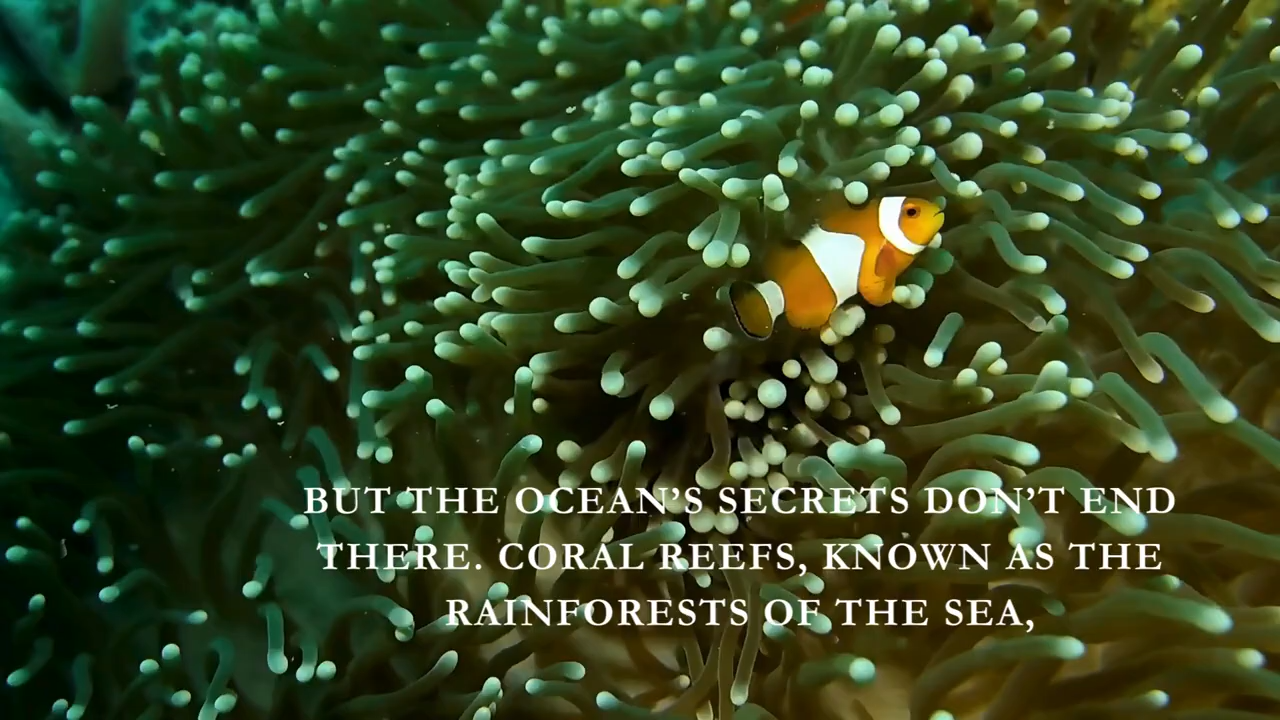 BUT THE OCEAN’S SECRETS DON’T END
THERE. CORAL REEFS, KNOWN AS THE
RAINFORESTS OF THE SEA,